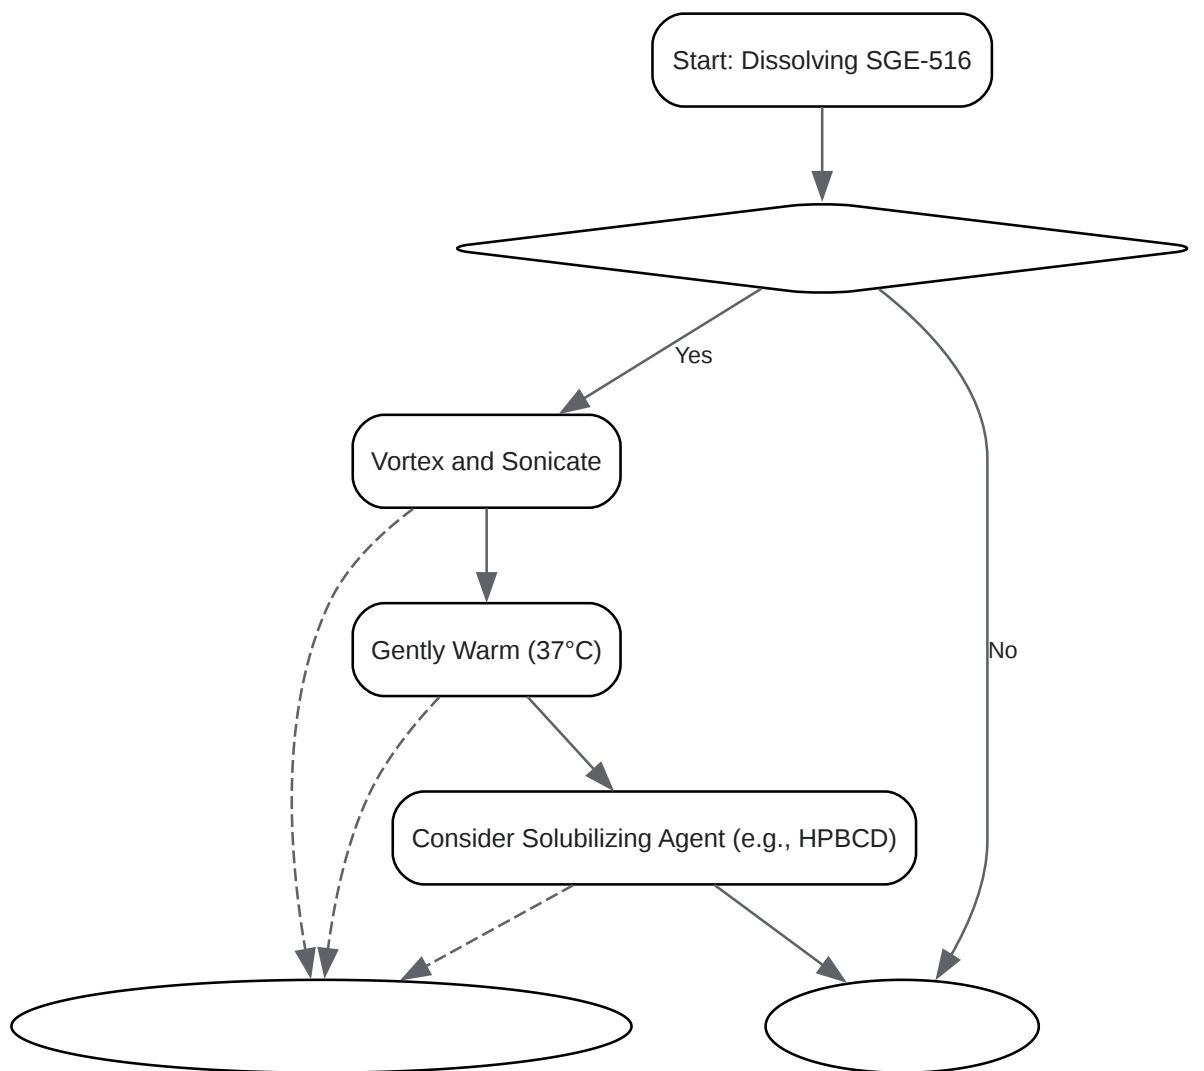 Start: Dissolving SGE-516
Yes
Vortex and Sonicate
Gently Warm (37°C)
No
Consider Solubilizing Agent (e.g., HPBCD)